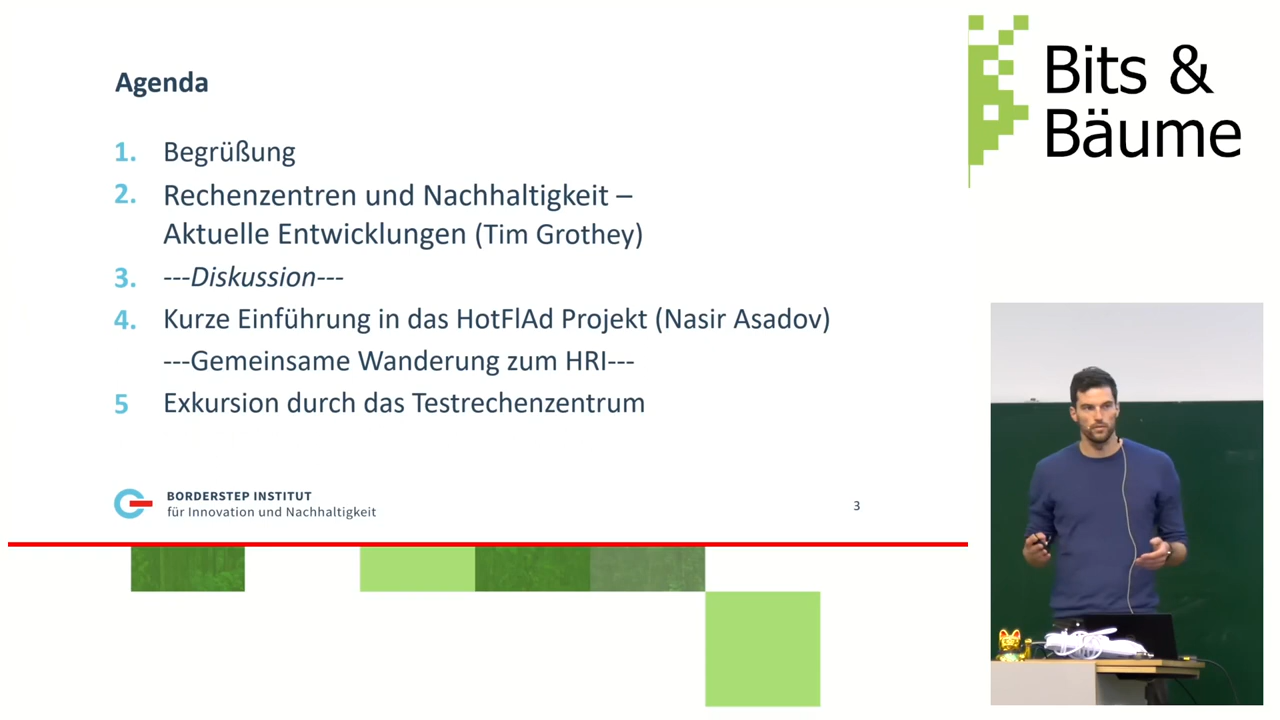 Agenda
1. Begrüßung
2. Rechenzentren und Nachhaltigkeit –
Aktuelle Entwicklungen (Tim Grothey)
3. ---Diskussion---
4. Kurze Einführung in das HotFlAd Projekt (Nasir Asadov)
---Gemeinsame Wanderung zum HRI---
5 Exkursion durch das Testrechenzentrum
BORDERSTEP INSTITUT
für Innovation und Nachhaltigkeit
3
Bits &
Bäume